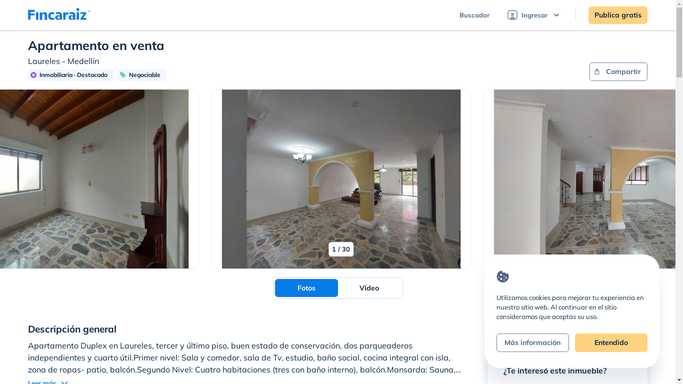 Fincaraiz
Buscador
Ingresar
Publica gratis
Apartamento en venta
Laureles - Medellín
Inmobiliaria - Destacado
Negociable
Compartir
1 / 30
Fotos
Video
Descripción general
Apartamento Duplex en Laureles, tercer y último piso, buen estado de conservación, dos parqueaderos
independientes y cuarto útil.Primer nivel: Sala y comedor, sala de Tv, estudio, baño social, cocina integral con isla,
zona de ropas- patio, balcón.Segundo Nivel: Cuatro habitaciones (tres con baño interno), balcón.Mansarda: Sauna,...
Leer más
Utilizamos cookies para mejorar tu experiencia en
nuestro sitio web. Al continuar en el sitio
consideramos que aceptas su uso.
Más información
Entendido
¿Te interesó este inmueble?